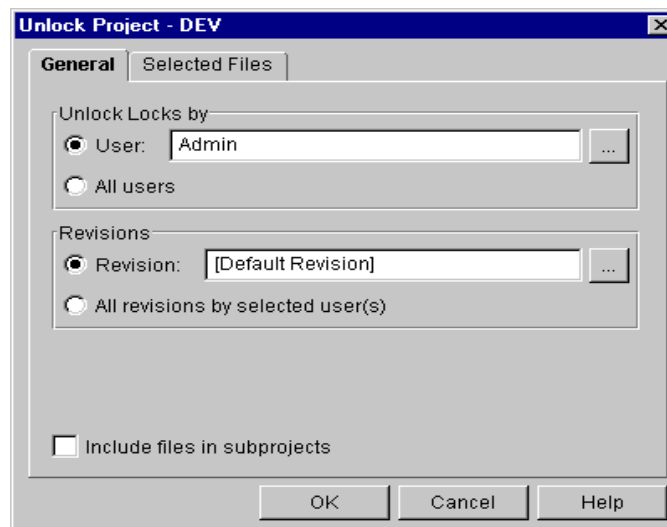 Unlock Project - DEV
General Selected Files
Unlock Locks by
User: Admin ...
All users
Revisions
Revision: [Default Revision] ...
All revisions by selected user(s)
Include files in subprojects
OK Cancel Help